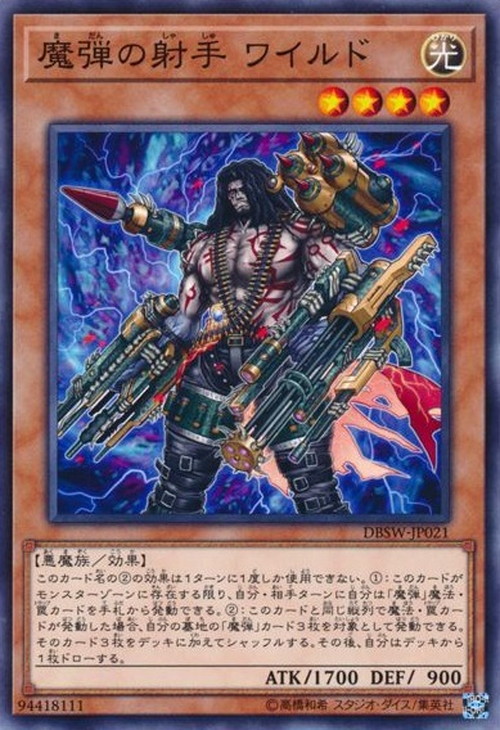 魔弾の射手 ワイルド
光
DBSW-JP021
【悪魔族／効果】
このカード名の②の効果は1ターンに1度しか使用できない。①：このカードが
モンスターゾーンに存在する限り、自分・相手ターンに自分は「魔弾」魔法・
罠カードを手札から発動できる。②：このカードと同じ縦列で魔法・罠カー
ドが発動した場合、自分の墓地の「魔弾」カード3枚を対象として発動できる。
そのカード3枚をデッキに加えてシャッフルする。その後、自分はデッキから
1枚ドローする。
ATK/1700 DEF/ 900
94418111
©高橋和希 スタジオ・ダイス/集英社